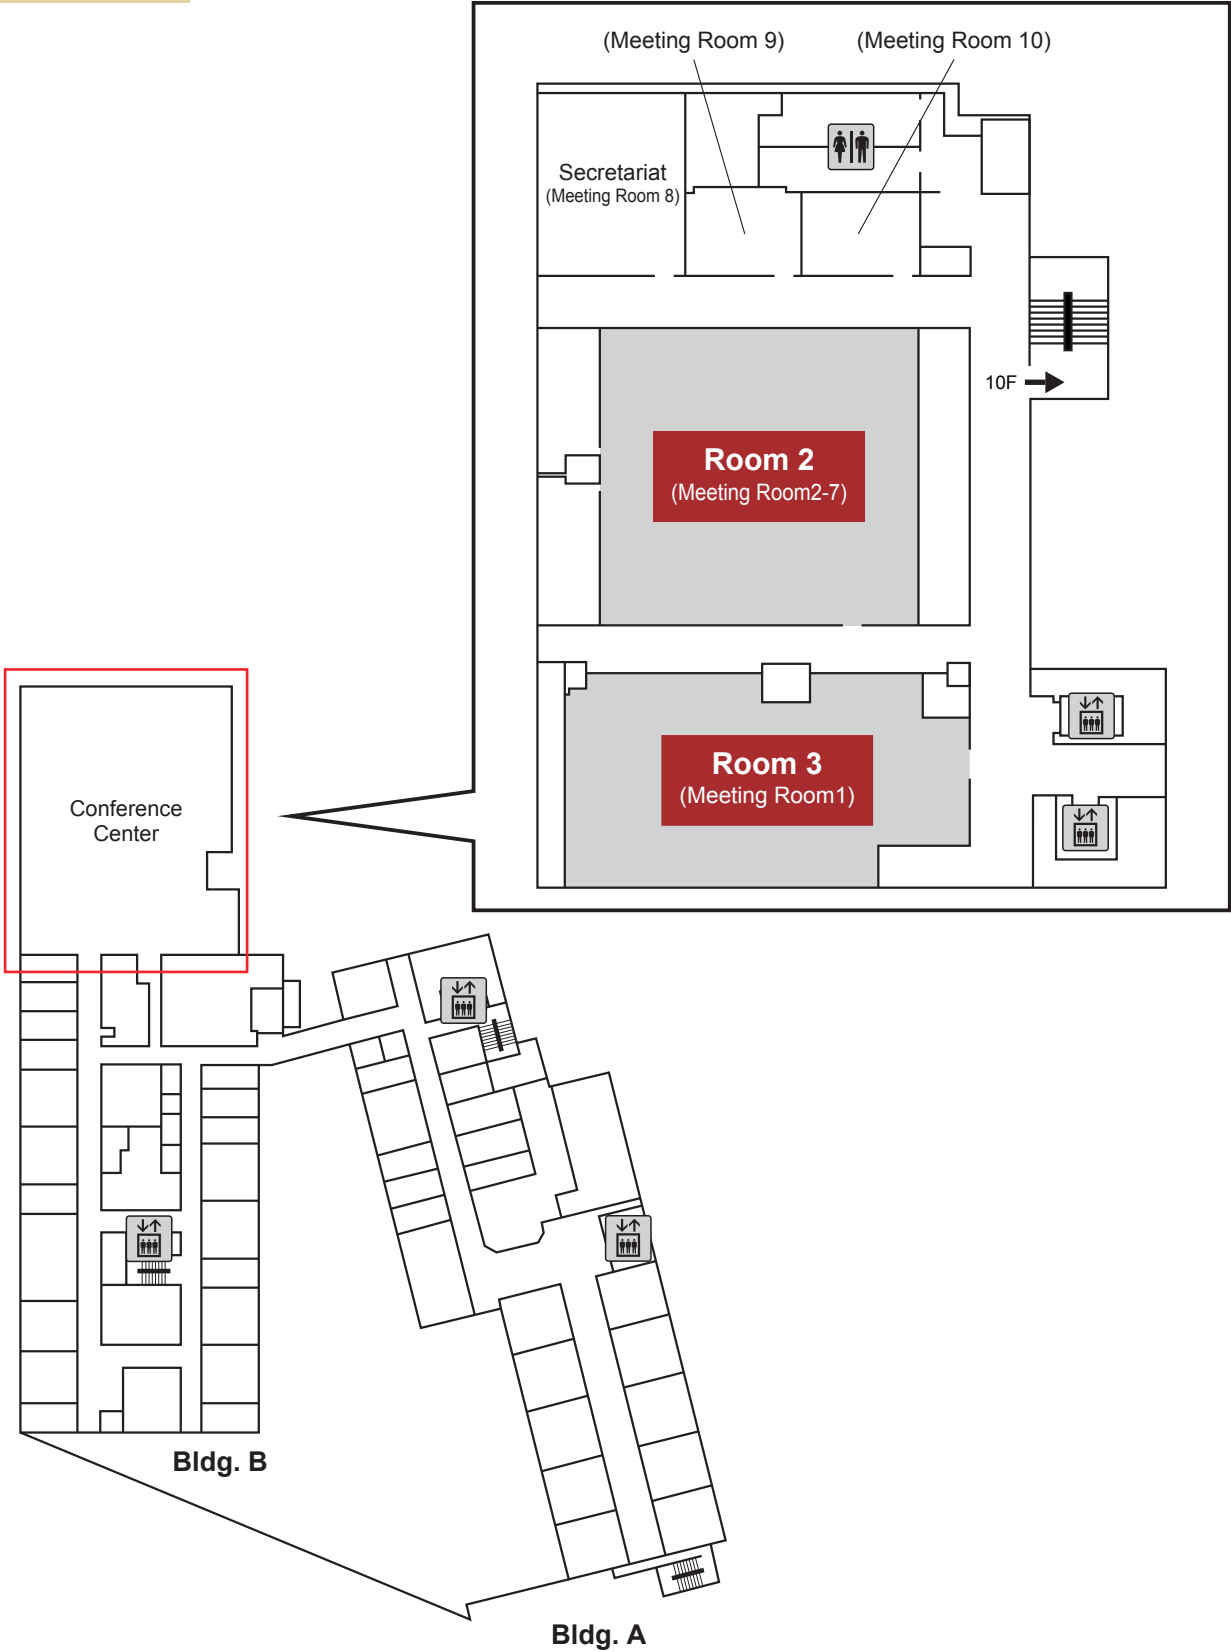 (Meeting Room 9)
(Meeting Room 10)
Secretariat
(Meeting Room 8)
10F
Room 2
(Meeting Room2-7)
Room 3
(Meeting Room1)
Conference
Center
Bldg. B
Bldg. A